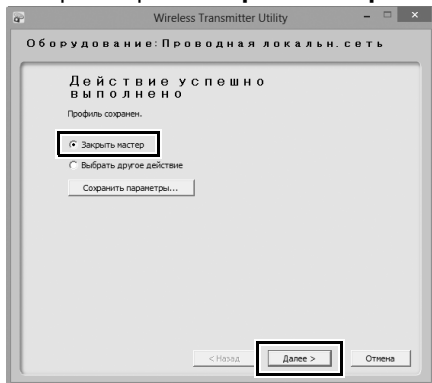 Wireless Transmitter Utility
Оборудование:Проводная локальн.сеть
Действие успешно
выполнено
Профиль сохранен.
Закрыть мастер
Выбрать другое действие
Сохранить параметры...
< Назад
Далее >
Отмена